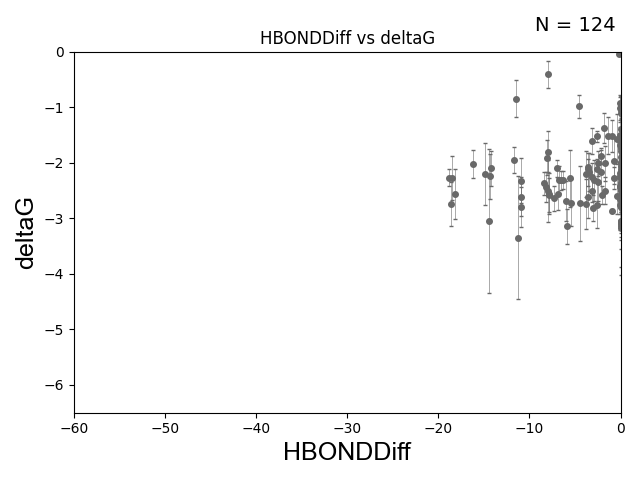 N = 124
HBONDDiff vs deltaG
0
−1
−2
−3
−4
−5
−6
deltaG
−60 −50 −40 −30 −20 −10 0
HBONDDiff